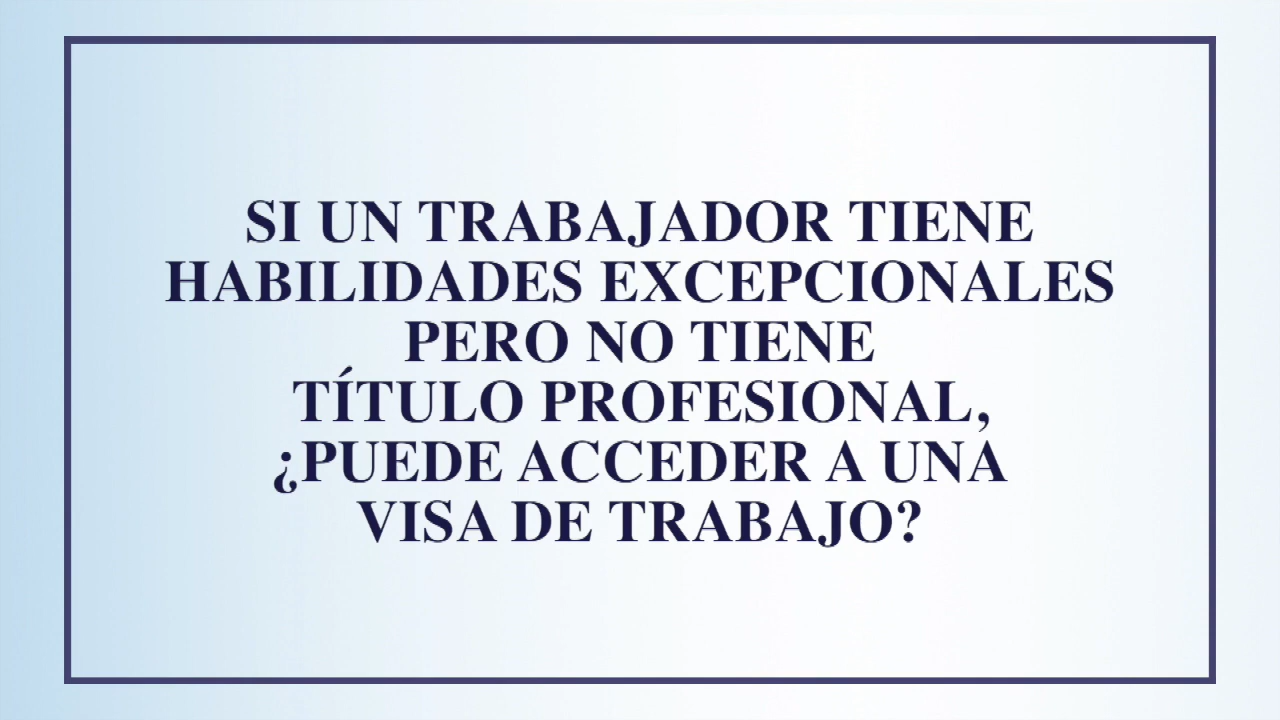 SI UN TRABAJADOR TIENE
HABILIDADES EXCEPCIONALES
PERO NO TIENE
TÍTULO PROFESIONAL,
¿PUEDE ACCEDER A UNA
VISA DE TRABAJO?